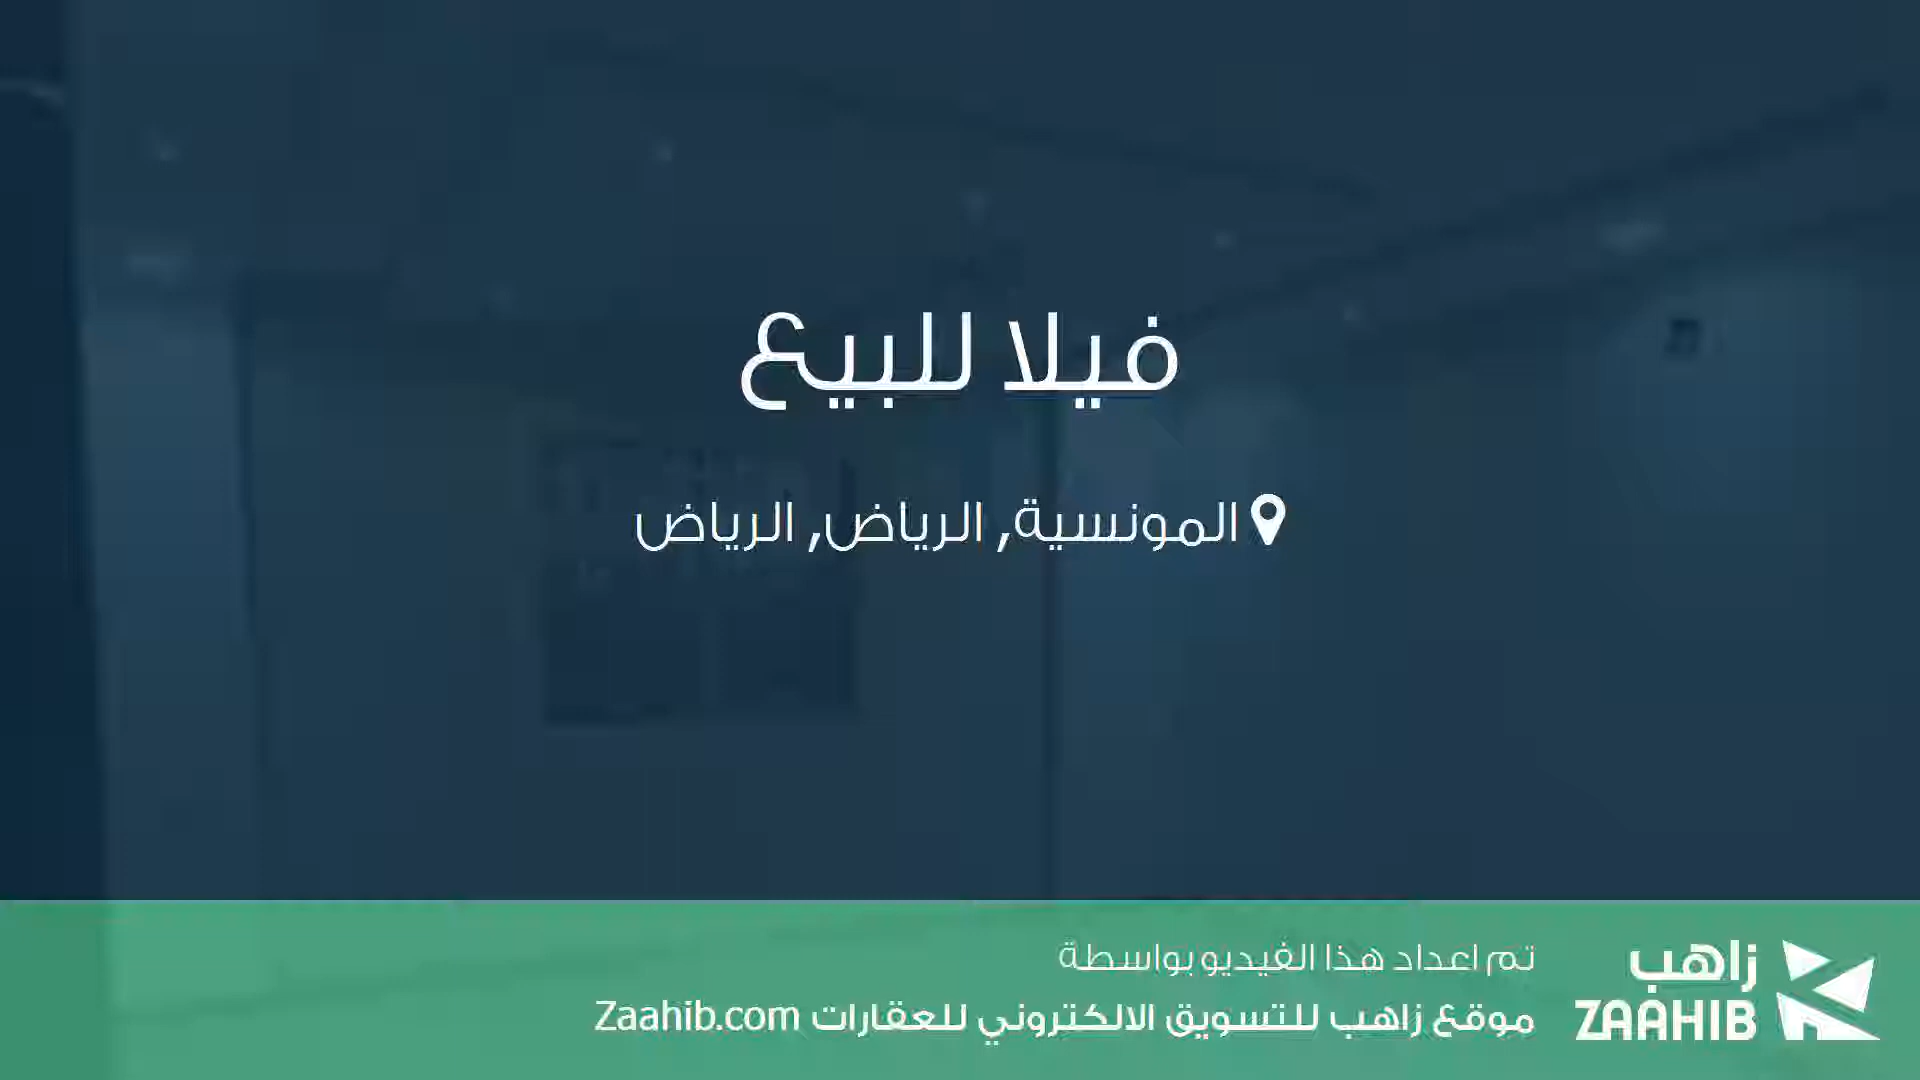 فيلا للبيع
المونسية, الرياض, الرياض
زاهب
ZAAHIB
تم اعداد هذا الفيديو بواسطة
موقع زاهب للتسويق الالكتروني للعقارات Zaahib.com